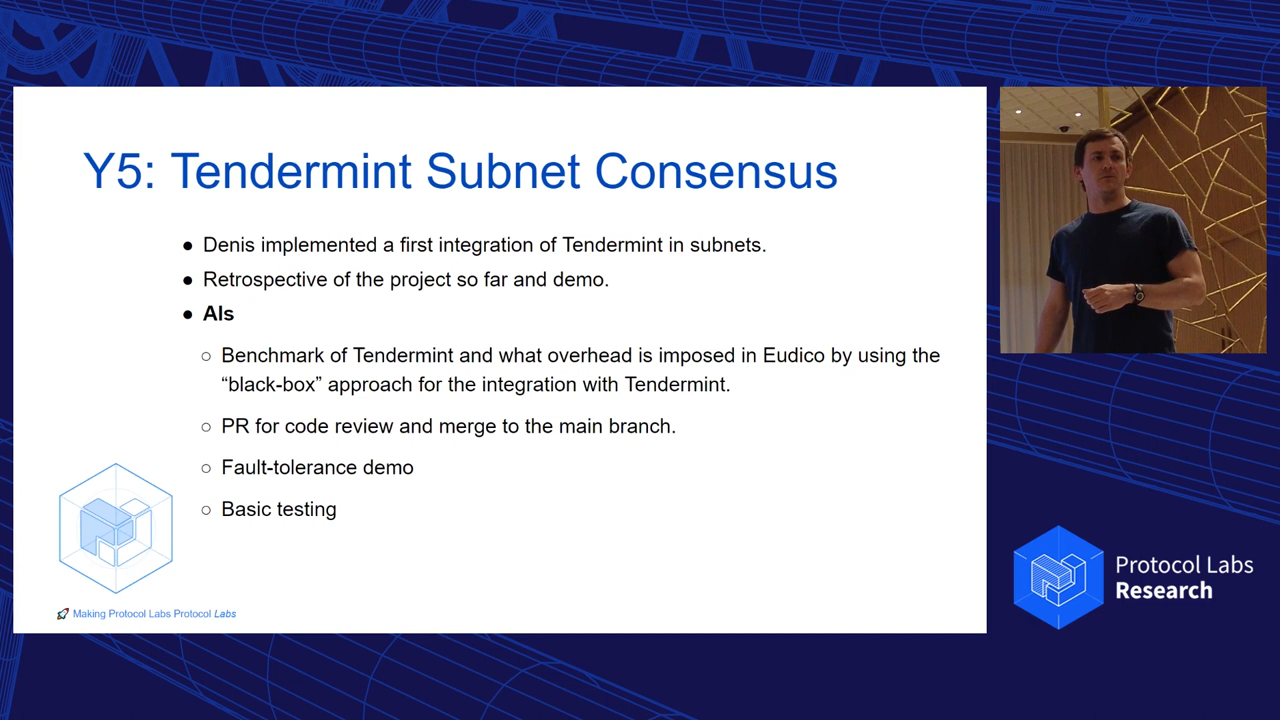 Y5: Tendermint Subnet Consensus
● Denis implemented a first integration of Tendermint in subnets.
● Retrospective of the project so far and demo.
● AIs
○ Benchmark of Tendermint and what overhead is imposed in Eudico by using the
“black-box” approach for the integration with Tendermint.
○ PR for code review and merge to the main branch.
○ Fault-tolerance demo
○ Basic testing
🚀 Making Protocol Labs Protocol Labs
Protocol Labs
Research